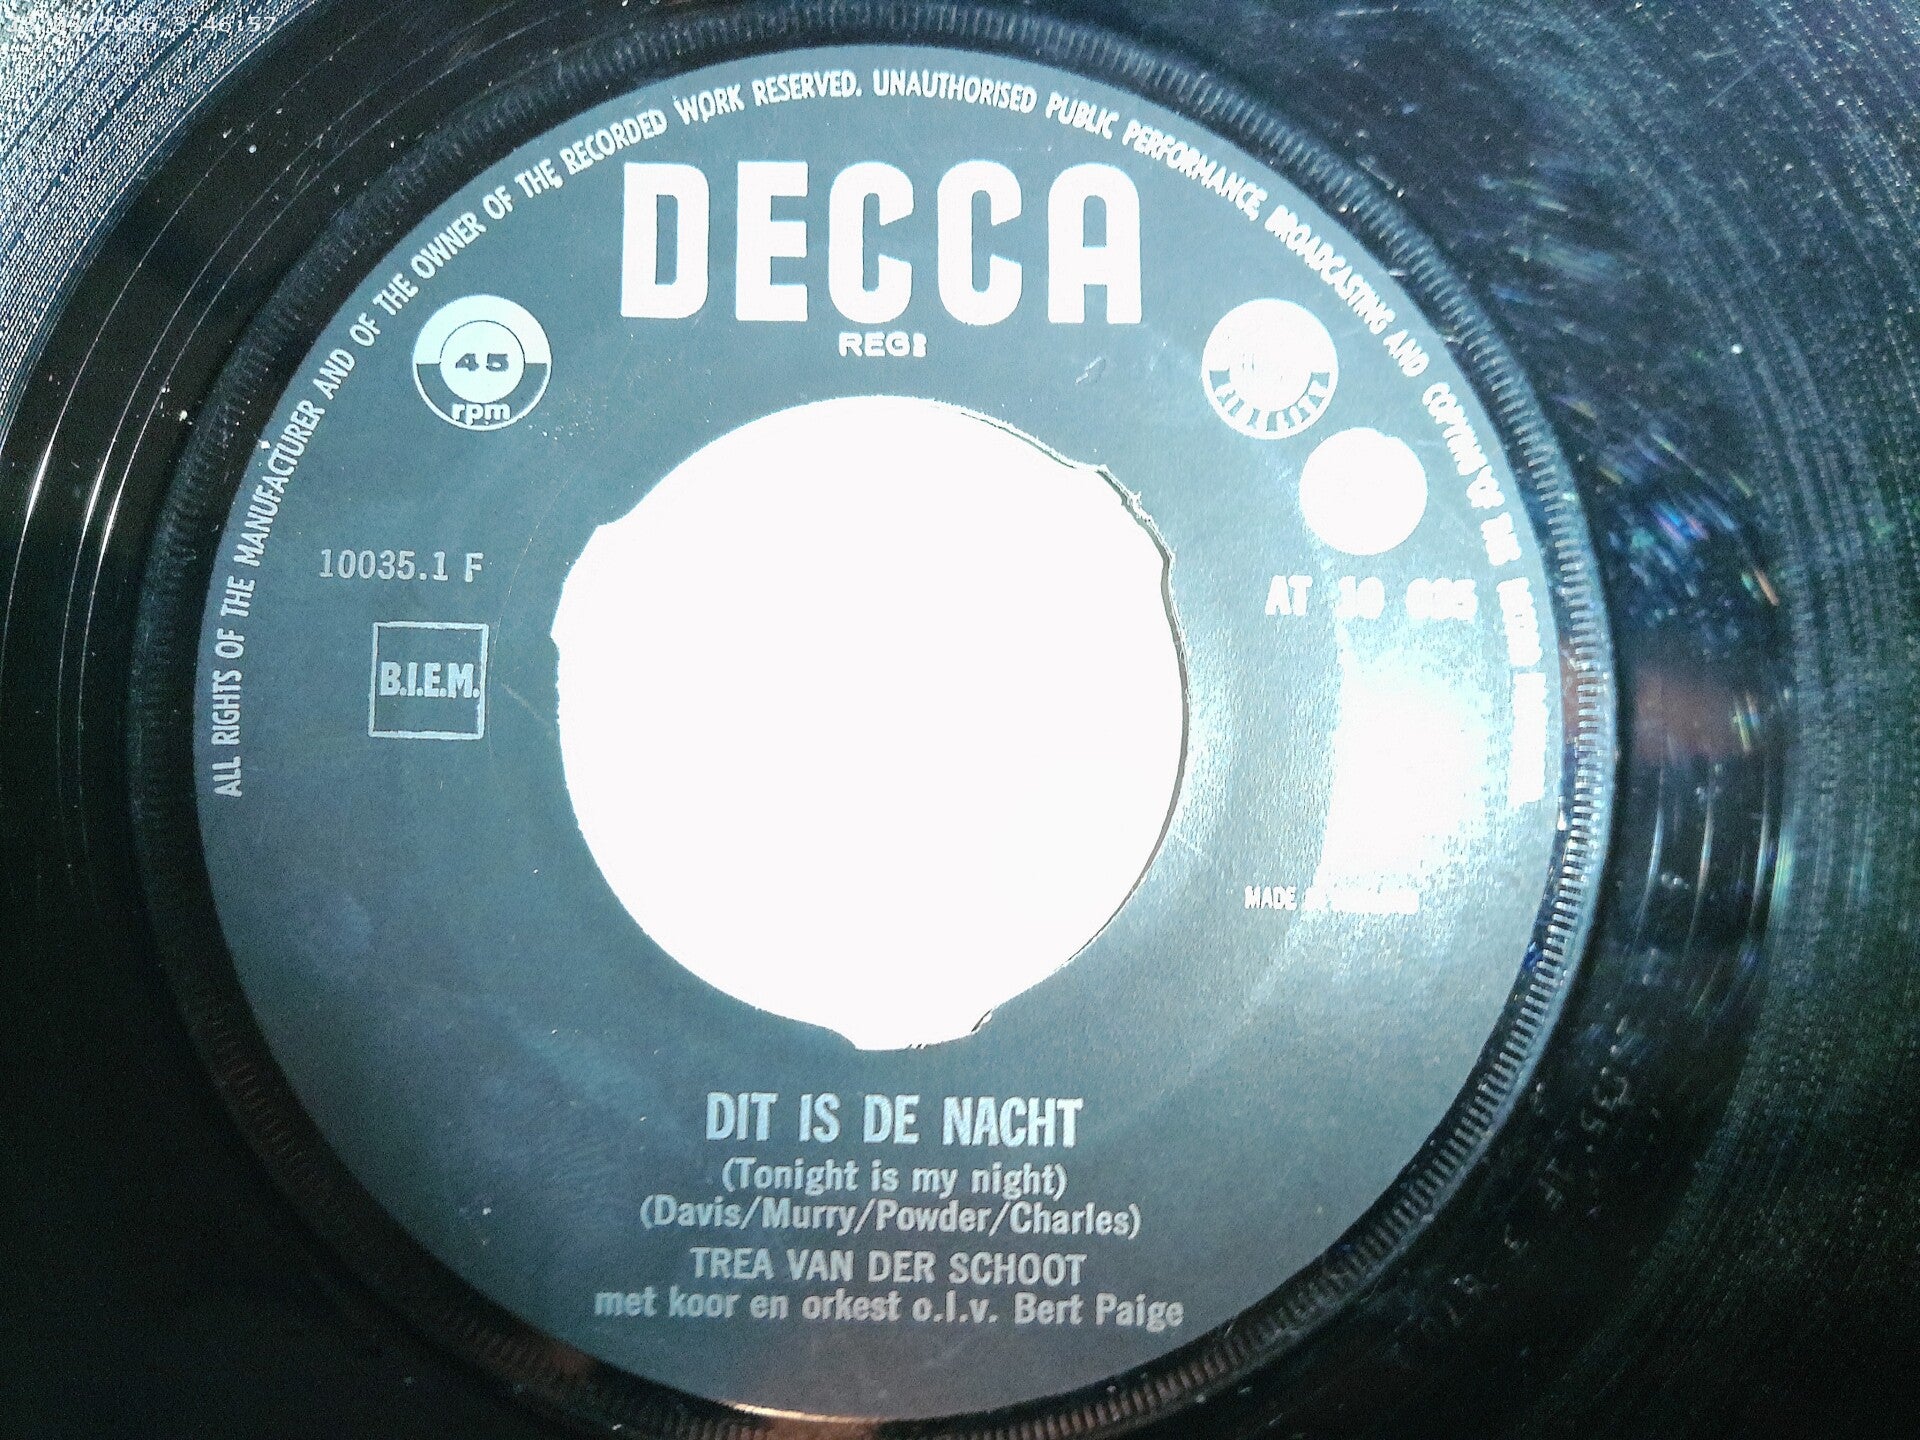 ALL RIGHTS OF THE MANUFACTURER AND OF THE OWNER OF THE RECORDED WORK RESERVED. UNAUTHORISED PUBLIC PERFORMANCE, BROADCASTING AND COPYING OF THIS
DECCA
REG
45
rpm
10035.1 F
B.I.E.M.
AT 10
MADE
DIT IS DE NACHT
(Tonight is my night)
(Davis/Murry/Powder/Charles)
TREA VAN DER SCHOOT
met koor en orkest o.l.v. Bert Paige